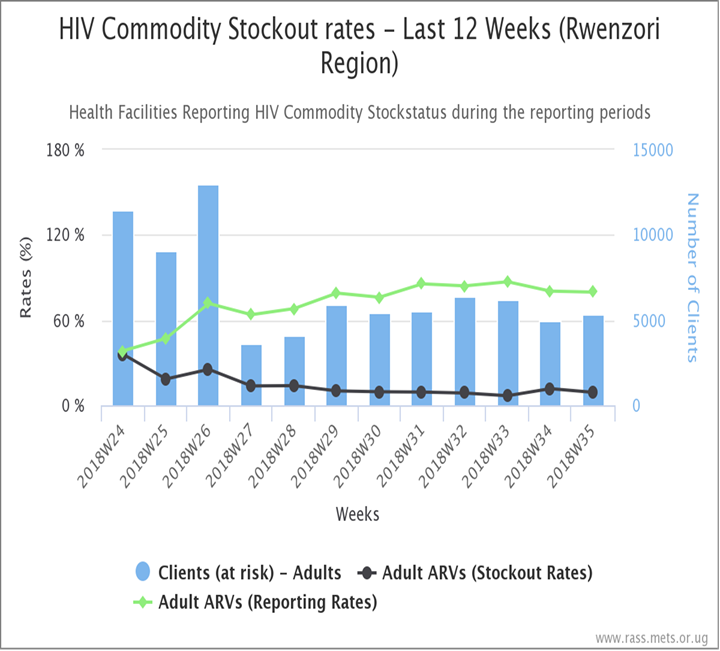 HIV Commodity Stockout rates – Last 12 Weeks (Rwenzori
Region)
Health Facilities Reporting HIV Commodity Stockstatus during the reporting periods
180 %
120 %
60 %
0 %
Rates (%)
15000
10000
5000
0
Number of Clients
2018W24
2018W25
2018W26
2018W27
2018W28
2018W29
2018W30
2018W31
2018W32
2018W33
2018W34
2018W35
Weeks
Clients (at risk) – Adults
Adult ARVs (Stockout Rates)
Adult ARVs (Reporting Rates)
www.rass.mets.or.ug